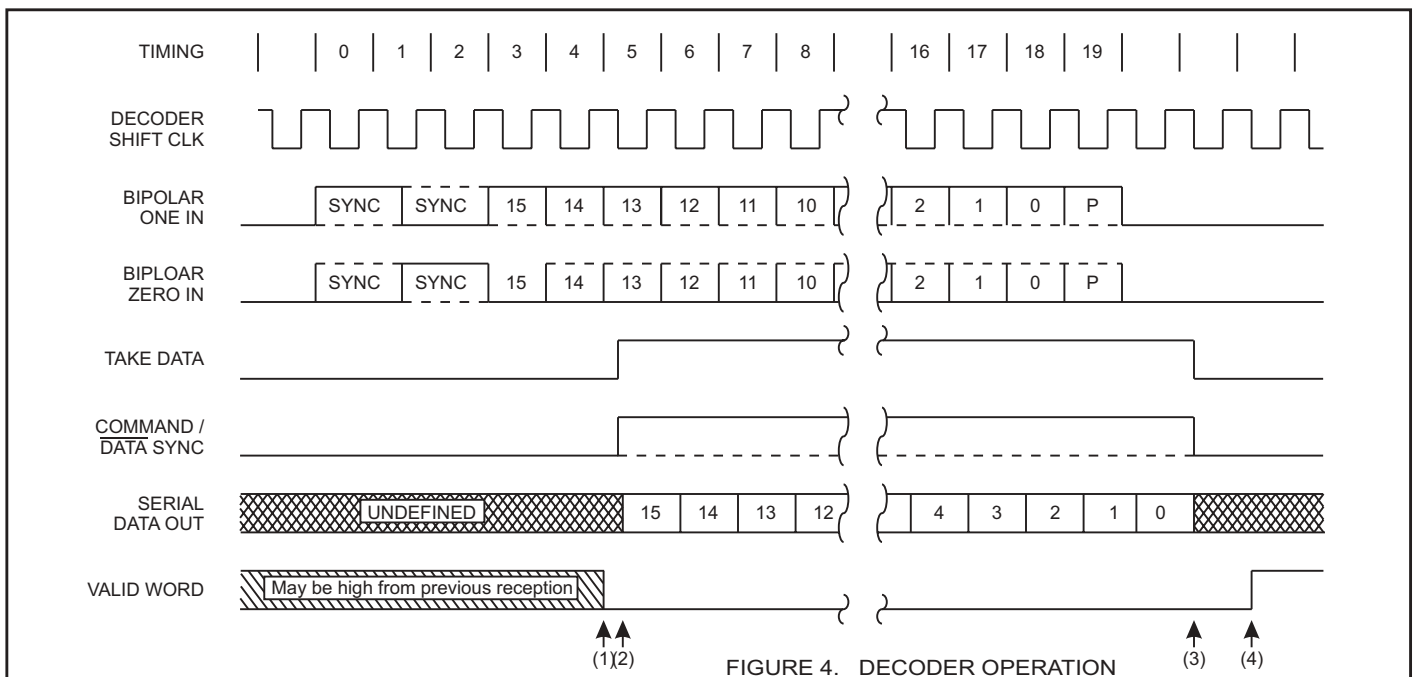 TIMING 0 1 2 3 4 5 6 7 8 16 17 18 19
DECODER
SHIFT CLK
BIPOLAR
ONE IN
SYNC SYNC 15 14 13 12 11 10 2 1 0 P
BIPLOAR
ZERO IN
SYNC SYNC 15 14 13 12 11 10 2 1 0 P
TAKE DATA
COMMAND /
DATA SYNC
SERIAL
DATA OUT
UNDEFINED 15 14 13 12 4 3 2 1 0
VALID WORD May be high from previous reception
(1) (2) (3) (4)
FIGURE 4. DECODER OPERATION